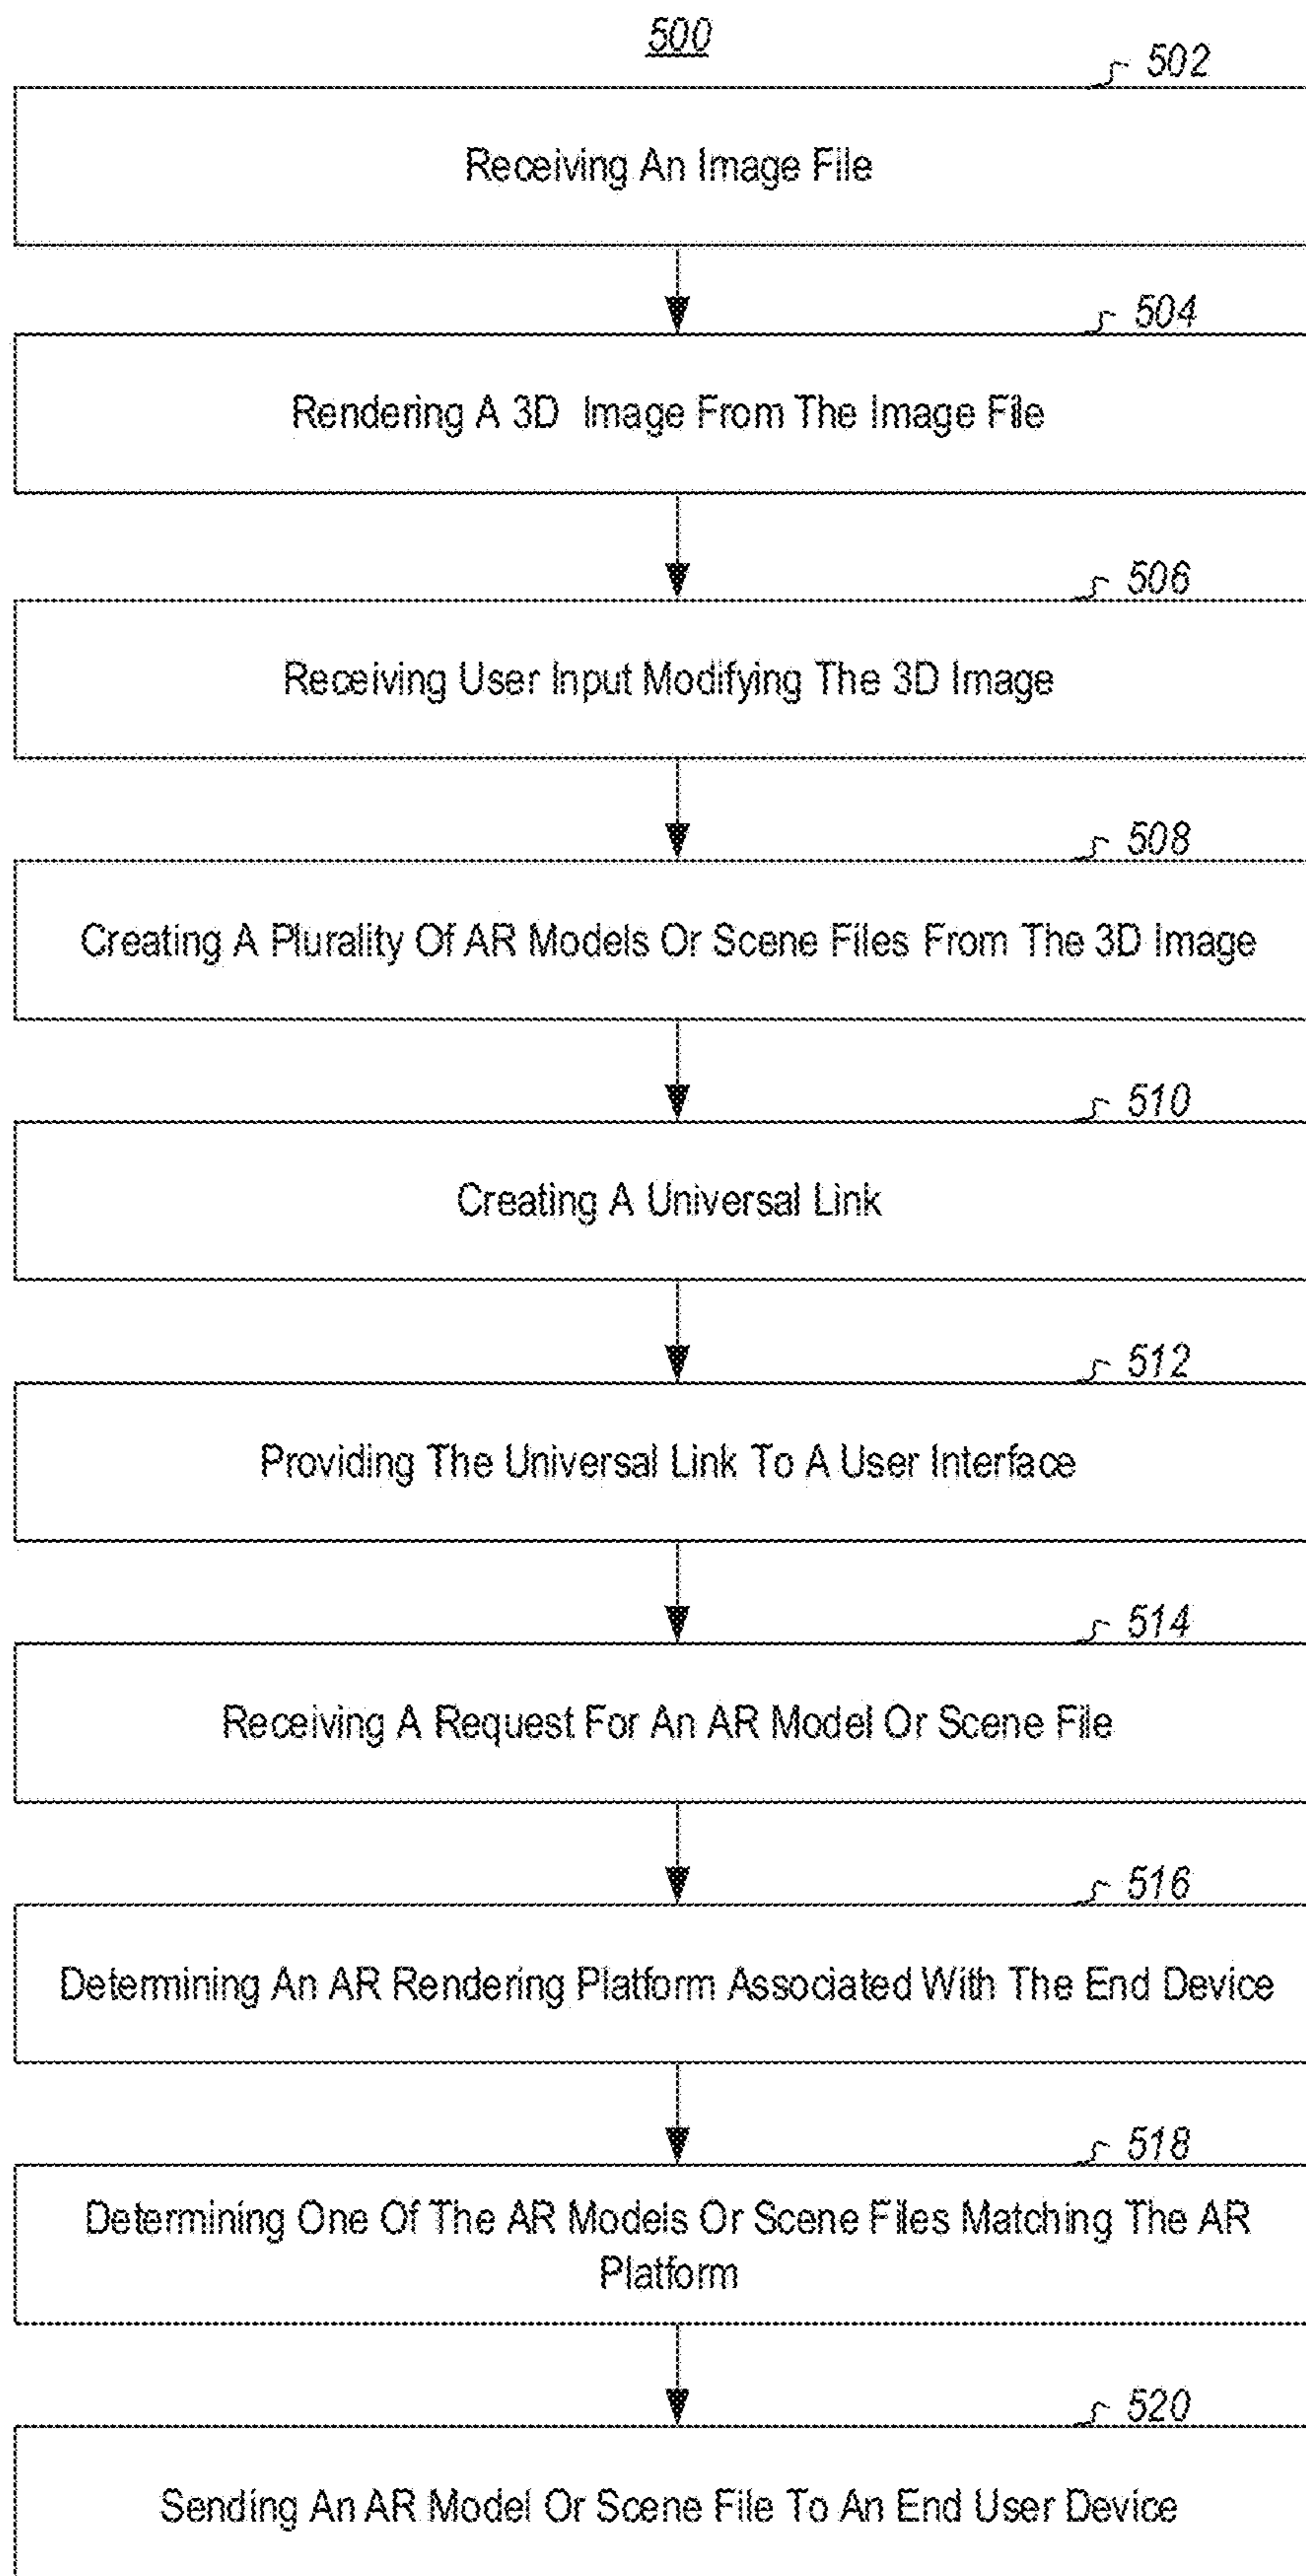 500
502
Receiving An Image File
504
Rendering A 3D Image From The Image File
506
Receiving User Input Modifying The 3D Image
508
Creating A Plurality Of AR Models Or Scene Files From The 3D Image
510
Creating A Universal Link
512
Providing The Universal Link To A User Interface
514
Receiving A Request For An AR Model Or Scene File
516
Determining An AR Rendering Platform Associated With The End Device
518
Determining One Of The AR Models Or Scene Files Matching The AR
Platform
520
Sending An AR Model Or Scene File To An End User Device